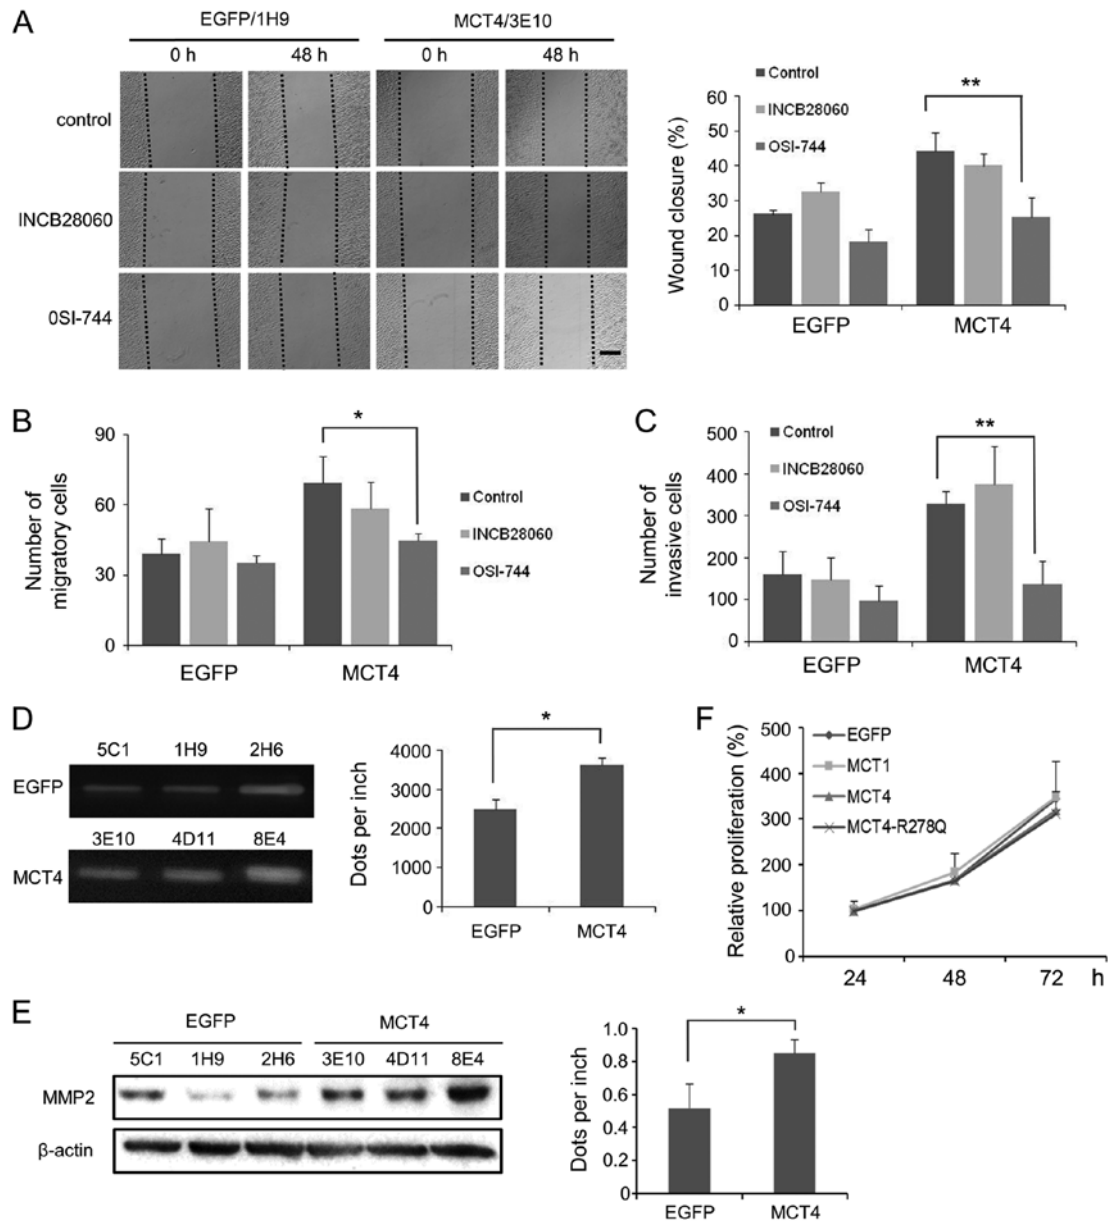 A
EGFP/1H9
MCT4/3E10
0 h
48 h
0 h
48 h
control
INCB28060
0SI-744
Control
INCB28060
OSI-744
**
Wound closure (%)
60
50
40
30
20
10
0
EGFP
MCT4
B
Number of
migratory cells
90
60
30
0
*
Control
INCB28060
OSI-744
EGFP
MCT4
C
Number of
invasive cells
500
400
300
200
100
0
Control
INCB28060
OSI-744
**
EGFP
MCT4
D
5C1 1H9 2H6
EGFP
3E10 4D11 8E4
MCT4
Dots per inch
4000
3000
2000
1000
0
*
EGFP
MCT4
F
Relative proliferation (%)
500
400
300
200
100
0
EGFP
MCT1
MCT4
MCT4-R278Q
24 48 72 h
E
EGFP
MCT4
5C1 1H9 2H6 3E10 4D11 8E4
MMP2
β-actin
Dots per inch
1.0
0.8
0.6
0.4
0.2
0
*
EGFP
MCT4